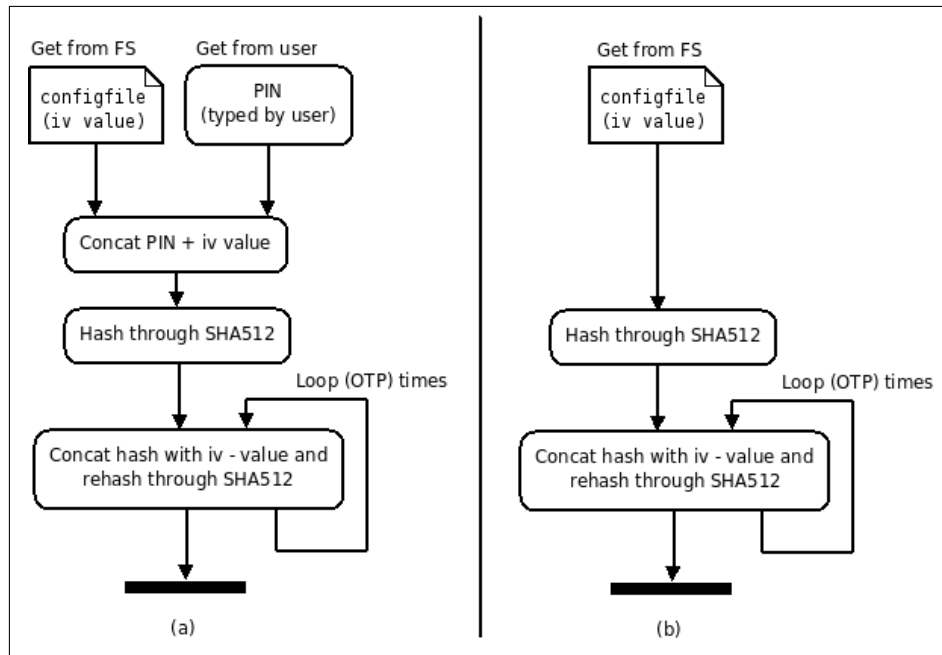 Get from FS
Get from user
configfile
(iv value)
PIN
(typed by user)
Concat PIN + iv value
Hash through SHA512
Loop (OTP) times
Concat hash with iv - value and
rehash through SHA512
(a)
Get from FS
configfile
(iv value)
Hash through SHA512
Loop (OTP) times
Concat hash with iv - value and
rehash through SHA512
(b)